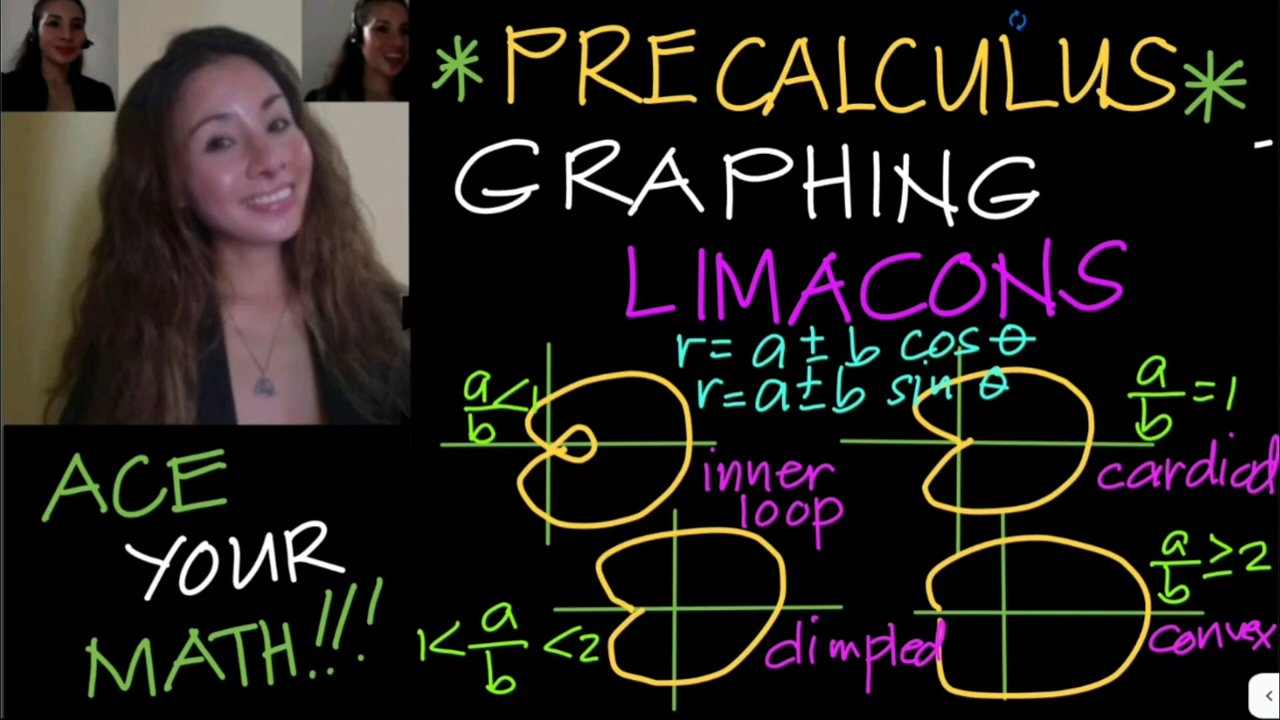 * PRECALCULUS *
GRAPHING
LIMACONS
r = a ± b cos θ
r = a ± b sin θ
a/b < 1
inner
loop
a/b = 1
cardiod
1 < a/b < 2
dimpled
a/b ≥ 2
convex
ACE
YOUR
MATH!!!